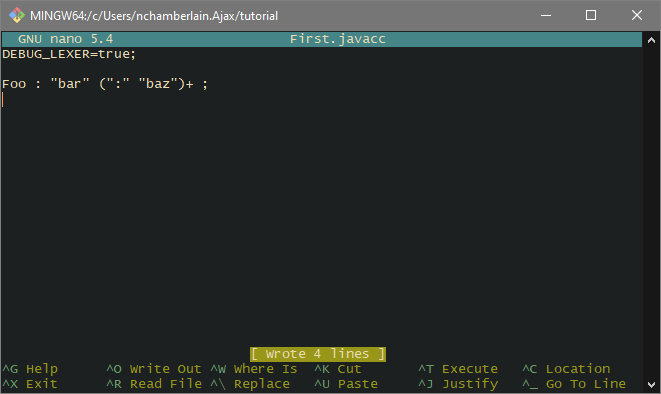 MINGW64:/c/Users/nchamberlain.Ajax/tutorial
GNU nano 5.4 First.javacc
DEBUG_LEXER=true;
Foo : "bar" (":" "baz")+ ;
[ Wrote 4 lines ]
^G Help ^O Write Out ^W Where Is ^K Cut ^T Execute ^C Location
^X Exit ^R Read File ^\ Replace ^U Paste ^J Justify ^_ Go To Line